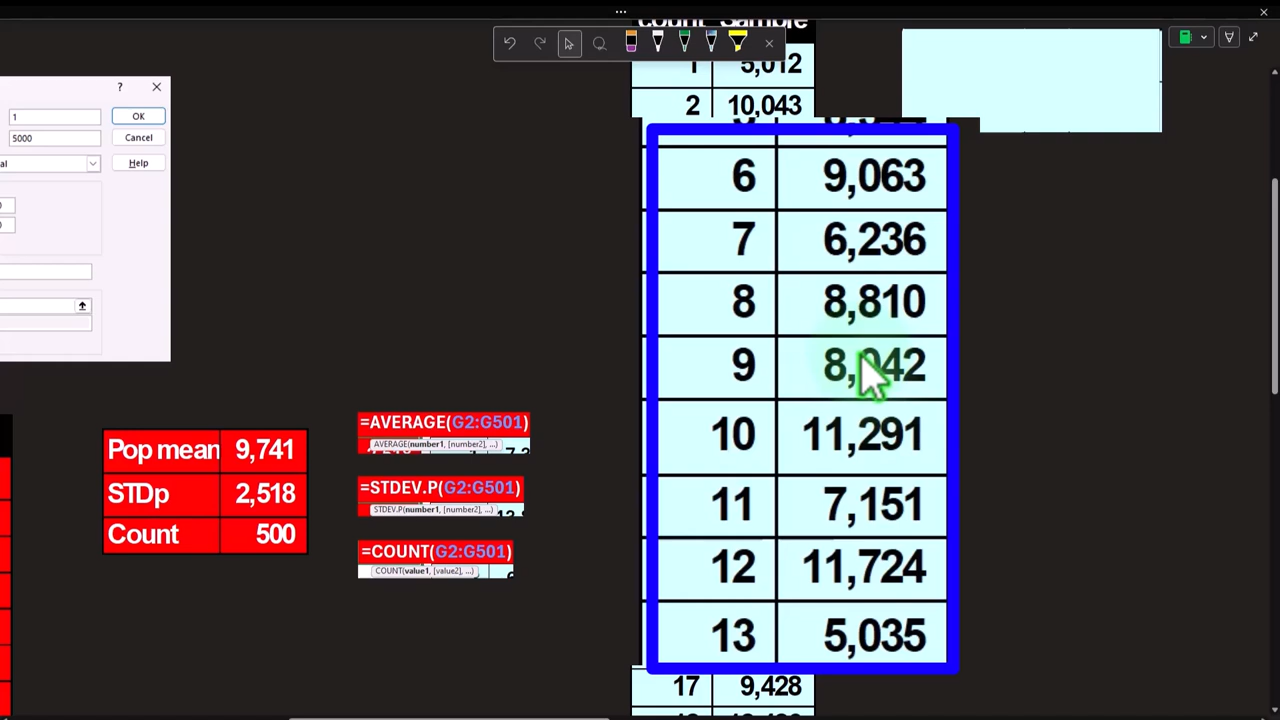 count Sample
1 5,012
2 10,043
6 9,063
7 6,236
8 8,810
9
10 11,291
11 7,151
12 11,724
13 5,035
17 9,428
?
1 OK
5000 Cancel
Help
Pop mean 9,741
STDp 2,518
Count 500
=AVERAGE(G2:G501)
AVERAGE(number1, [number2], ...)
=STDEV.P(G2:G501)
STDEV.P(number1, [number2], ...)
=COUNT(G2:G501)
COUNT(value1, [value2], ...)